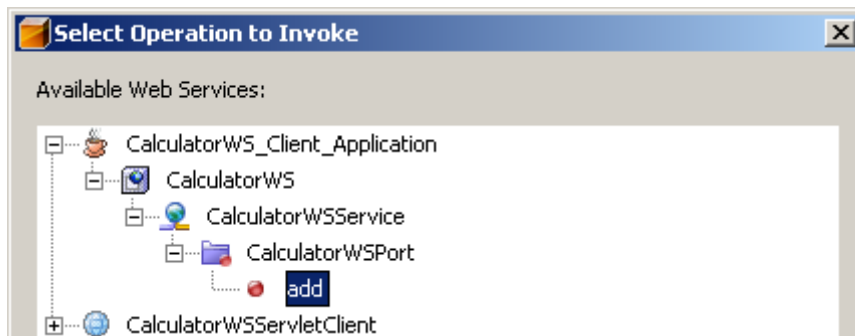 Select Operation to Invoke
Available Web Services:
CalculatorWS_Client_Application
CalculatorWS
CalculatorWSService
CalculatorWSPort
add
CalculatorWSServletClient